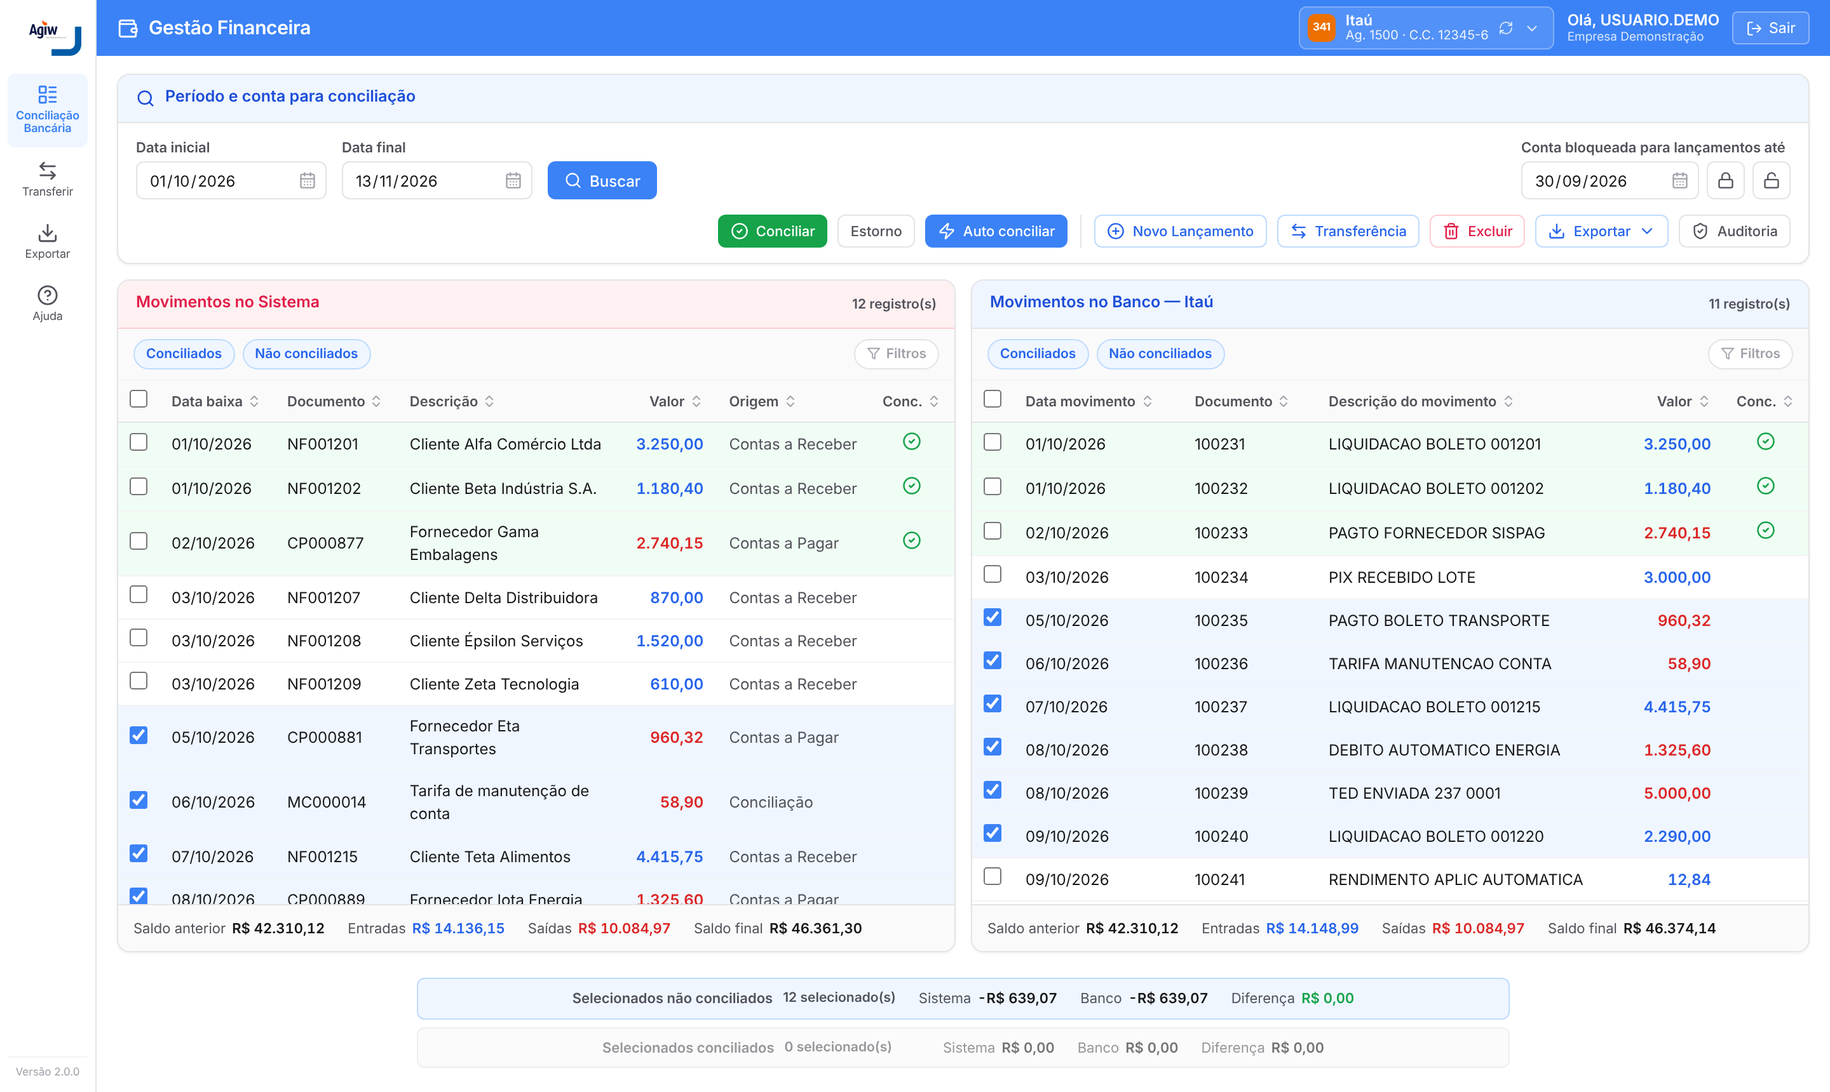 Agiw
Gestão Financeira
341
Itaú
Ag. 1500 · C.C. 12345-6
Olá, USUARIO.DEMO
Empresa Demonstração
Sair
Conciliação
Bancária
Transferir
Exportar
Ajuda
Versão 2.0.0
Período e conta para conciliação
Data inicial
01/10/2026
Data final
13/11/2026
Buscar
Conta bloqueada para lançamentos até
30/09/2026
Conciliar
Estorno
Auto conciliar
Novo Lançamento
Transferência
Excluir
Exportar
Auditoria
Movimentos no Sistema
12 registro(s)
Conciliados
Não conciliados
Filtros
Data baixa Documento Descrição Valor Origem Conc.
01/10/2026 NF001201 Cliente Alfa Comércio Ltda 3.250,00 Contas a Receber
01/10/2026 NF001202 Cliente Beta Indústria S.A. 1.180,40 Contas a Receber
02/10/2026 CP000877 Fornecedor Gama Embalagens 2.740,15 Contas a Pagar
03/10/2026 NF001207 Cliente Delta Distribuidora 870,00 Contas a Receber
03/10/2026 NF001208 Cliente Épsilon Serviços 1.520,00 Contas a Receber
03/10/2026 NF001209 Cliente Zeta Tecnologia 610,00 Contas a Receber
05/10/2026 CP000881 Fornecedor Eta Transportes 960,32 Contas a Pagar
06/10/2026 MC000014 Tarifa de manutenção de conta 58,90 Conciliação
07/10/2026 NF001215 Cliente Teta Alimentos 4.415,75 Contas a Receber
08/10/2026 CP000889 Fornecedor Iota Energia 1.325,60 Contas a Pagar
Saldo anterior R$ 42.310,12 Entradas R$ 14.136,15 Saídas R$ 10.084,97 Saldo final R$ 46.361,30
Movimentos no Banco — Itaú
11 registro(s)
Conciliados
Não conciliados
Filtros
Data movimento Documento Descrição do movimento Valor Conc.
01/10/2026 100231 LIQUIDACAO BOLETO 001201 3.250,00
01/10/2026 100232 LIQUIDACAO BOLETO 001202 1.180,40
02/10/2026 100233 PAGTO FORNECEDOR SISPAG 2.740,15
03/10/2026 100234 PIX RECEBIDO LOTE 3.000,00
05/10/2026 100235 PAGTO BOLETO TRANSPORTE 960,32
06/10/2026 100236 TARIFA MANUTENCAO CONTA 58,90
07/10/2026 100237 LIQUIDACAO BOLETO 001215 4.415,75
08/10/2026 100238 DEBITO AUTOMATICO ENERGIA 1.325,60
08/10/2026 100239 TED ENVIADA 237 0001 5.000,00
09/10/2026 100240 LIQUIDACAO BOLETO 001220 2.290,00
09/10/2026 100241 RENDIMENTO APLIC AUTOMATICA 12,84
Saldo anterior R$ 42.310,12 Entradas R$ 14.148,99 Saídas R$ 10.084,97 Saldo final R$ 46.374,14
Selecionados não conciliados 12 selecionado(s) Sistema -R$ 639,07 Banco -R$ 639,07 Diferença R$ 0,00
Selecionados conciliados 0 selecionado(s) Sistema R$ 0,00 Banco R$ 0,00 Diferença R$ 0,00